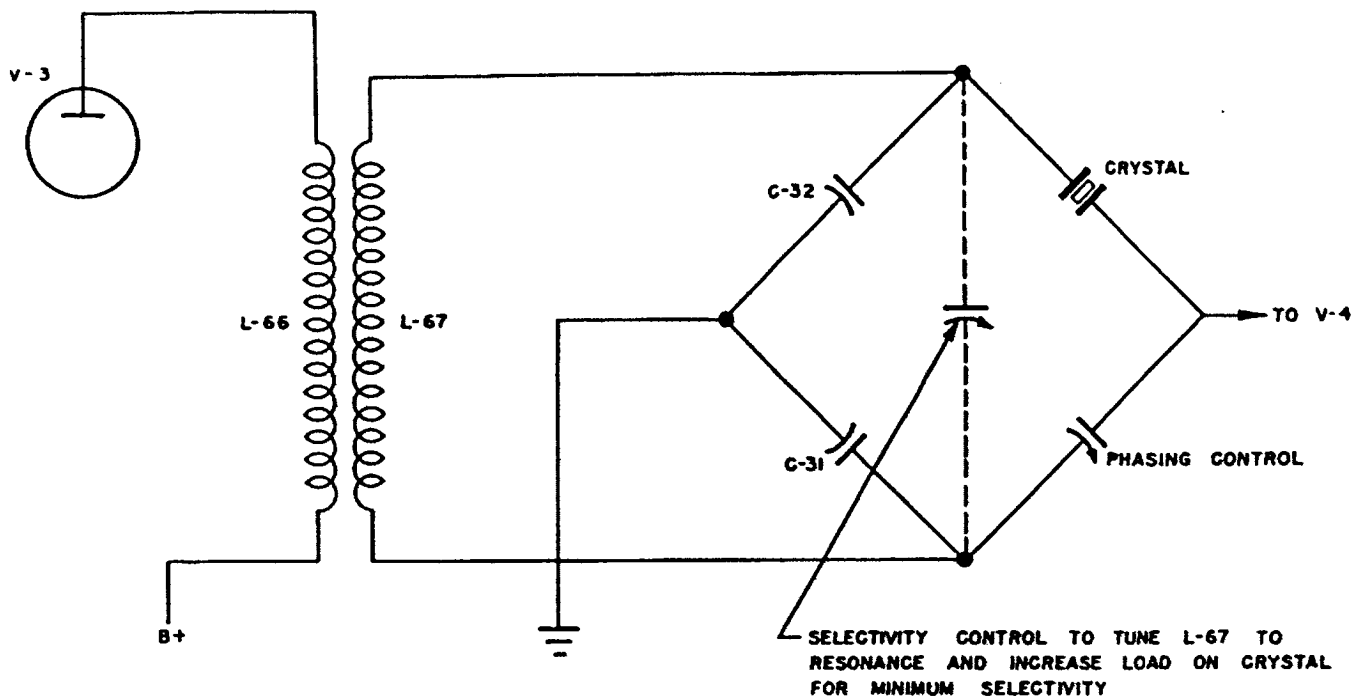 V-3
CRYSTAL
C-32
L-66
L-67
TO V-4
C-31
PHASING CONTROL
B+
SELECTIVITY CONTROL TO TUNE L-67 TO
RESONANCE AND INCREASE LOAD ON CRYSTAL
FOR MINIMUM SELECTIVITY